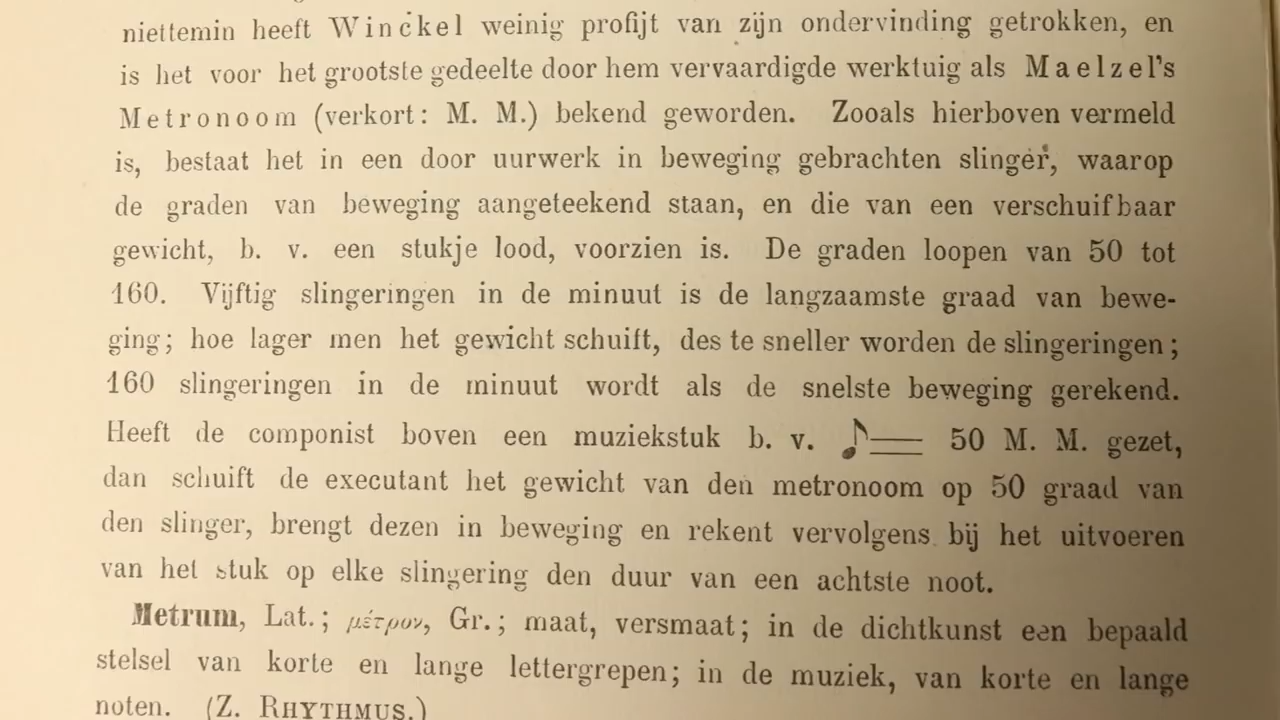 niettemin heeft Winckel weinig profijt van zijn ondervinding getrokken, en
is het voor het grootste gedeelte door hem vervaardigde werktuig als Maelzel's
Metronoom (verkort: M. M.) bekend geworden. Zooals hierboven vermeld
is, bestaat het in een door uurwerk in beweging gebrachten slinger, waarop
de graden van beweging aangeteekend staan, en die van een verschuifbaar
gewicht, b. v. een stukje lood, voorzien is. De graden loopen van 50 tot
160. Vijftig slingeringen in de minuut is de langzaamste graad van bewe-
ging; hoe lager men het gewicht schuift, des te sneller worden de slingeringen;
160 slingeringen in de minuut wordt als de snelste beweging gerekend.
Heeft de componist boven een muziekstuk b. v. ♪ = 50 M. M. gezet,
dan schuift de executant het gewicht van den metronoom op 50 graad van
den slinger, brengt dezen in beweging en rekent vervolgens bij het uitvoeren
van het stuk op elke slingering den duur van een achtste noot.
Metrum, Lat.; μέτρον, Gr.; maat, versmaat; in de dichtkunst een bepaald
stelsel van korte en lange lettergrepen; in de muziek, van korte en lange
noten. (Z. RHYTHMUS.)